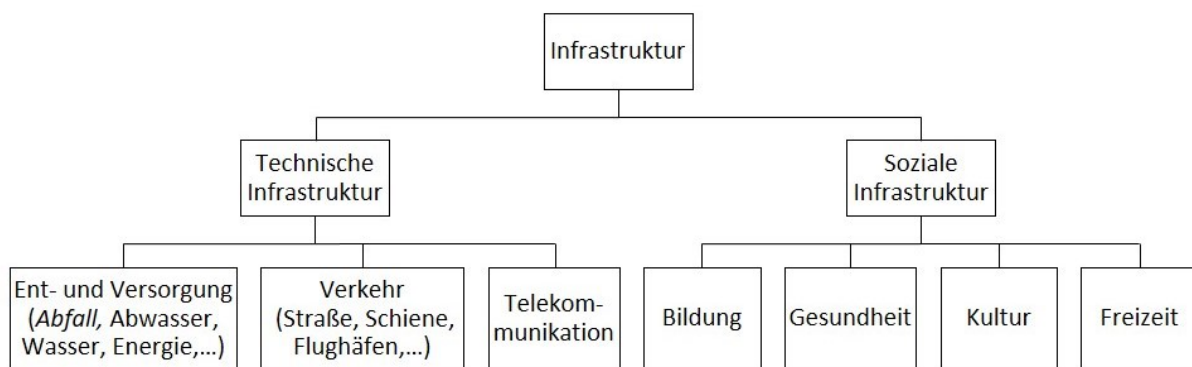 Infrastruktur
Technische
Infrastruktur
Soziale
Infrastruktur
Ent- und Versorgung
(Abfall, Abwasser,
Wasser, Energie,...)
Verkehr
(Straße, Schiene,
Flughäfen,...)
Telekom-
munikation
Bildung
Gesundheit
Kultur
Freizeit